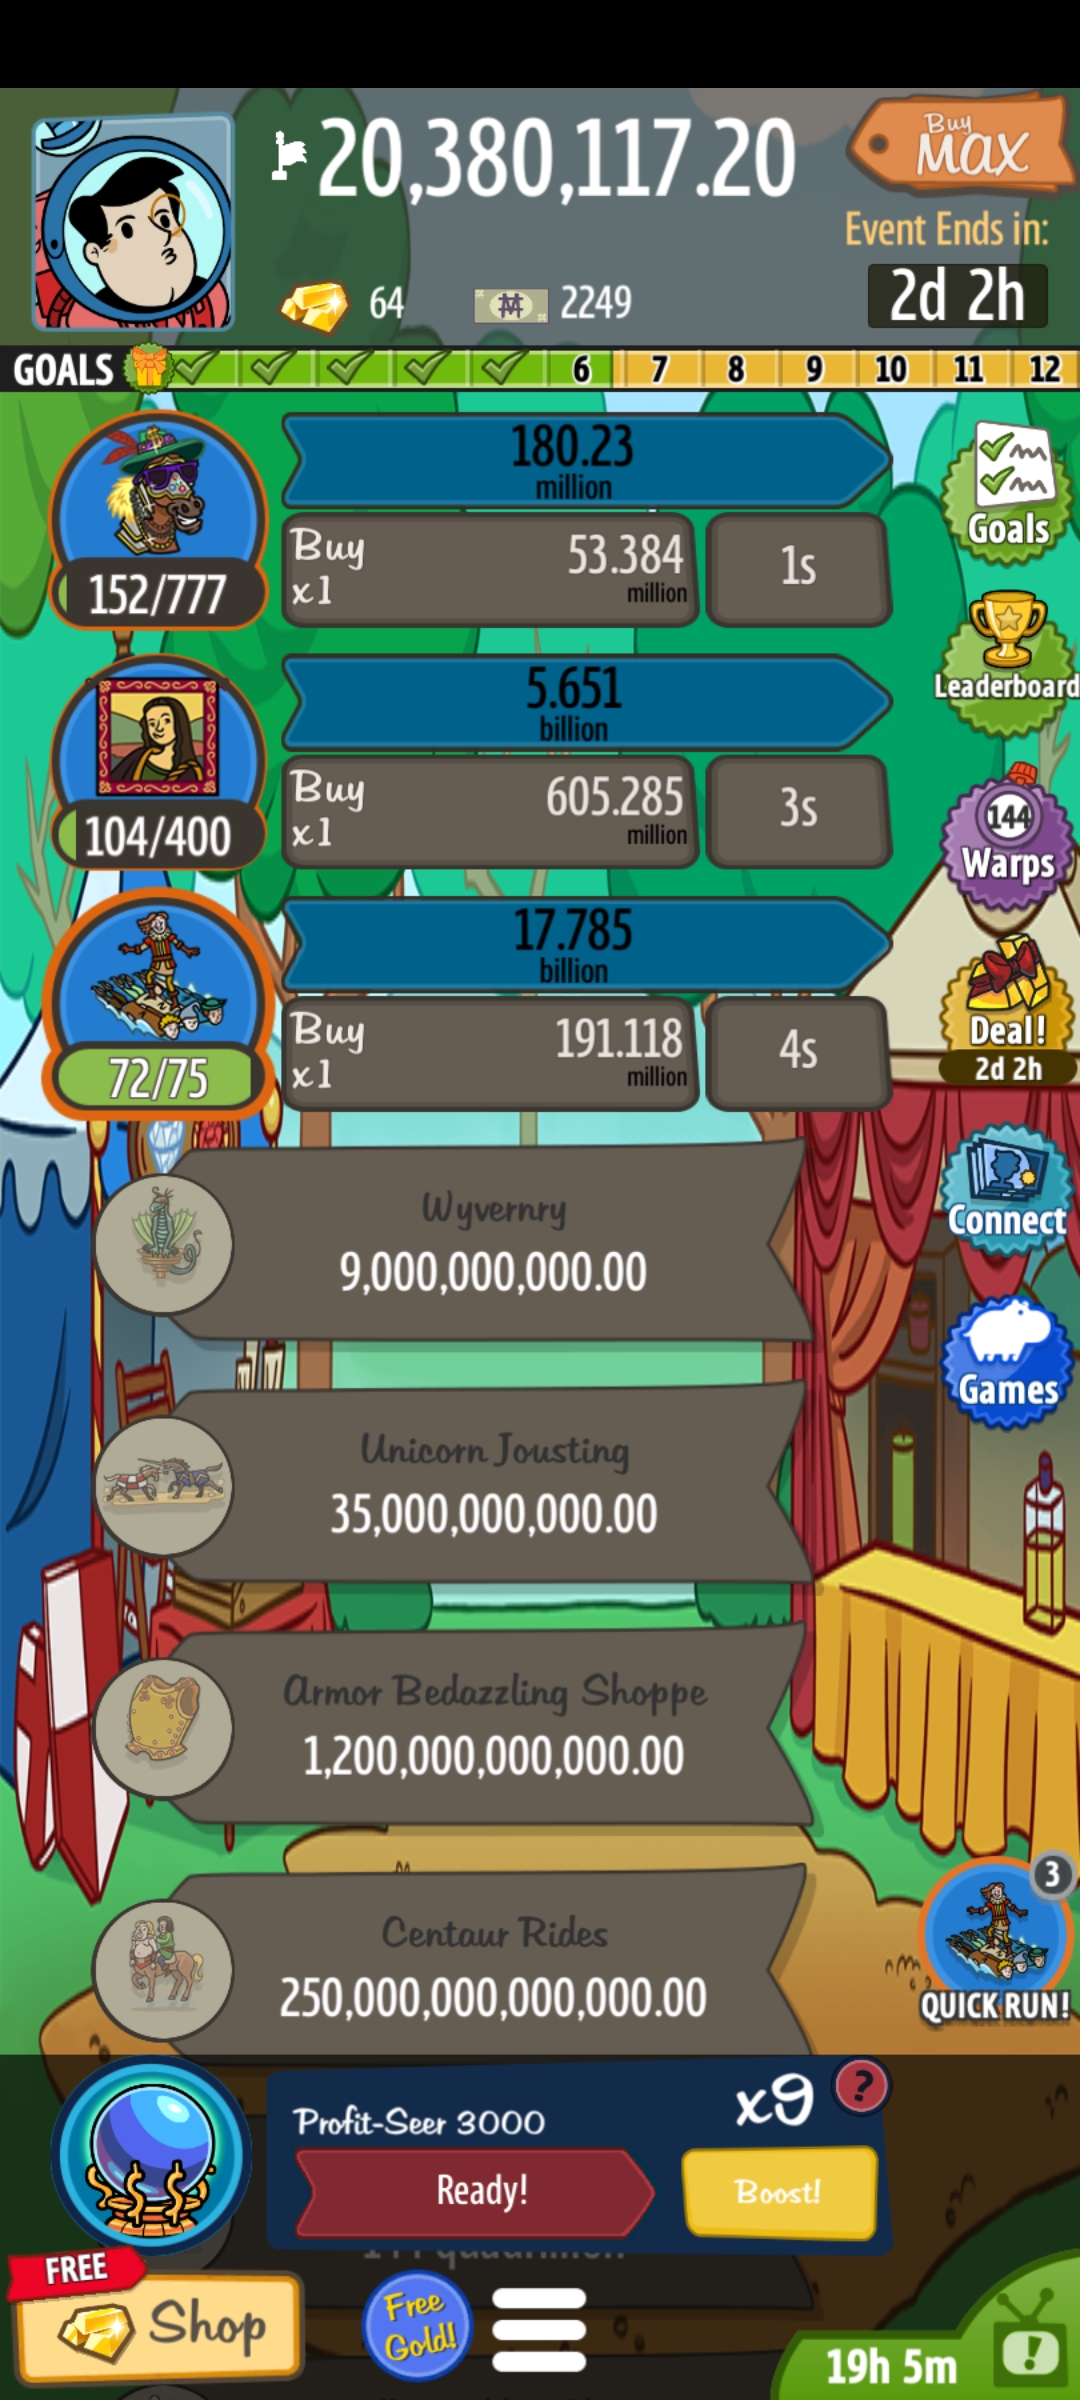 20,380,117.20
Buy
MAX
Event Ends in:
64
2249
2d 2h
GOALS
6 7 8 9 10 11 12
180.23
million
Buy
x1
53.384
million
1s
152/777
Goals
Leaderboard
5.651
billion
Buy
x1
605.285
million
3s
104/400
144
Warps
17.785
billion
Buy
x1
191.118
million
4s
72/75
Deal!
2d 2h
Connect
Wyvernry
9,000,000,000.00
Games
Unicorn Jousting
35,000,000,000.00
Armor Bedazzling Shoppe
1,200,000,000,000.00
Centaur Rides
250,000,000,000,000.00
3
QUICK RUN!
Profit-Seer 3000
x9
?
Ready!
Boost!
FREE
Shop
Free
Gold!
19h 5m
!